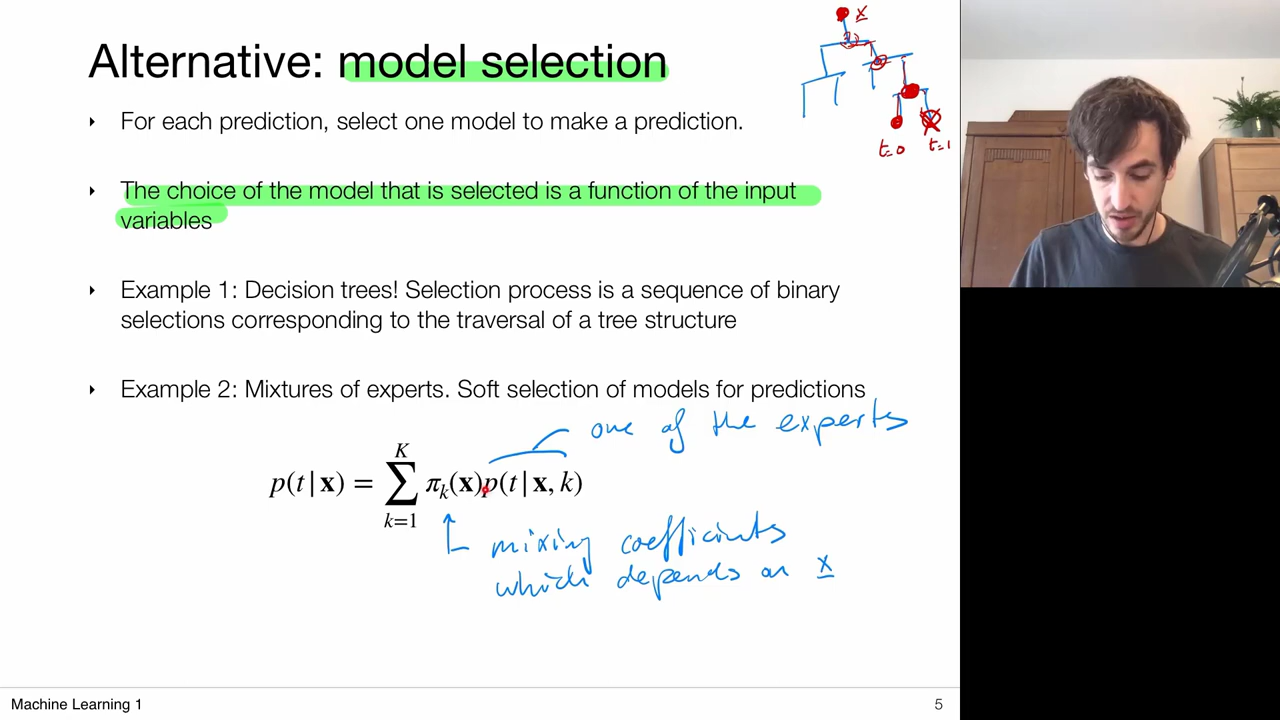 Alternative: model selection
x
t=0 t=1
‣ For each prediction, select one model to make a prediction.
‣ The choice of the model that is selected is a function of the input
variables
‣ Example 1: Decision trees! Selection process is a sequence of binary
selections corresponding to the traversal of a tree structure
‣ Example 2: Mixtures of experts. Soft selection of models for predictions
one of the experts
p(t|x) = ∑_{k=1}^{K} π_k(x)p(t|x, k)
mixing coefficients
which depends on x
Machine Learning 1
5